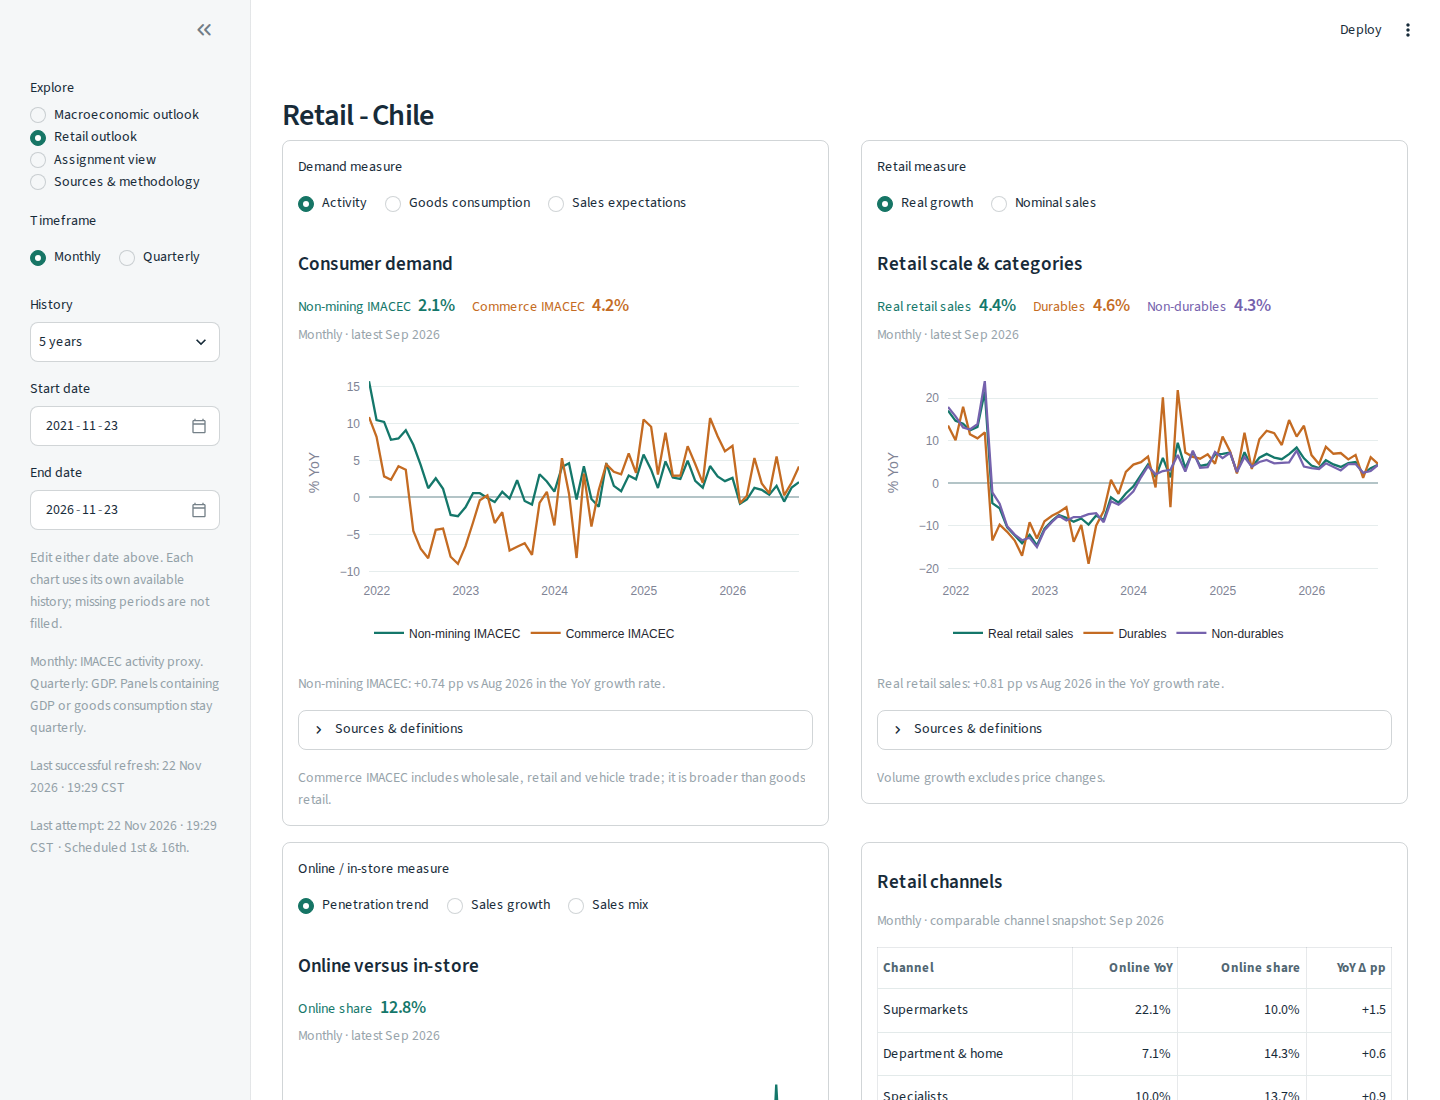 Deploy
Explore
Macroeconomic outlook
Retail outlook
Assignment view
Sources & methodology
Timeframe
Monthly Quarterly
History
5 years
Start date
2021-11-23
End date
2026-11-23
Edit either date above. Each
chart uses its own available
history; missing periods are not
filled.
Monthly: IMACEC activity proxy.
Quarterly: GDP. Panels containing
GDP or goods consumption stay
quarterly.
Last successful refresh: 22 Nov
2026 · 19:29 CST
Last attempt: 22 Nov 2026 · 19:29
CST · Scheduled 1st & 16th.
Retail - Chile
Demand measure
Activity Goods consumption Sales expectations
Consumer demand
Non-mining IMACEC 2.1% Commerce IMACEC 4.2%
Monthly · latest Sep 2026
% YoY
15
10
5
0
−5
−10
2022 2023 2024 2025 2026
Non-mining IMACEC Commerce IMACEC
Non-mining IMACEC: +0.74 pp vs Aug 2026 in the YoY growth rate.
Sources & definitions
Commerce IMACEC includes wholesale, retail and vehicle trade; it is broader than goods
retail.
Retail measure
Real growth Nominal sales
Retail scale & categories
Real retail sales 4.4% Durables 4.6% Non-durables 4.3%
Monthly · latest Sep 2026
% YoY
20
10
0
−10
−20
2022 2023 2024 2025 2026
Real retail sales Durables Non-durables
Real retail sales: +0.81 pp vs Aug 2026 in the YoY growth rate.
Sources & definitions
Volume growth excludes price changes.
Online / in-store measure
Penetration trend Sales growth Sales mix
Online versus in-store
Online share 12.8%
Monthly · latest Sep 2026
Retail channels
Monthly · comparable channel snapshot: Sep 2026
Channel Online YoY Online share YoY Δ pp
Supermarkets 22.1% 10.0% +1.5
Department & home 7.1% 14.3% +0.6
Specialists 10.0% 13.7% +0.9